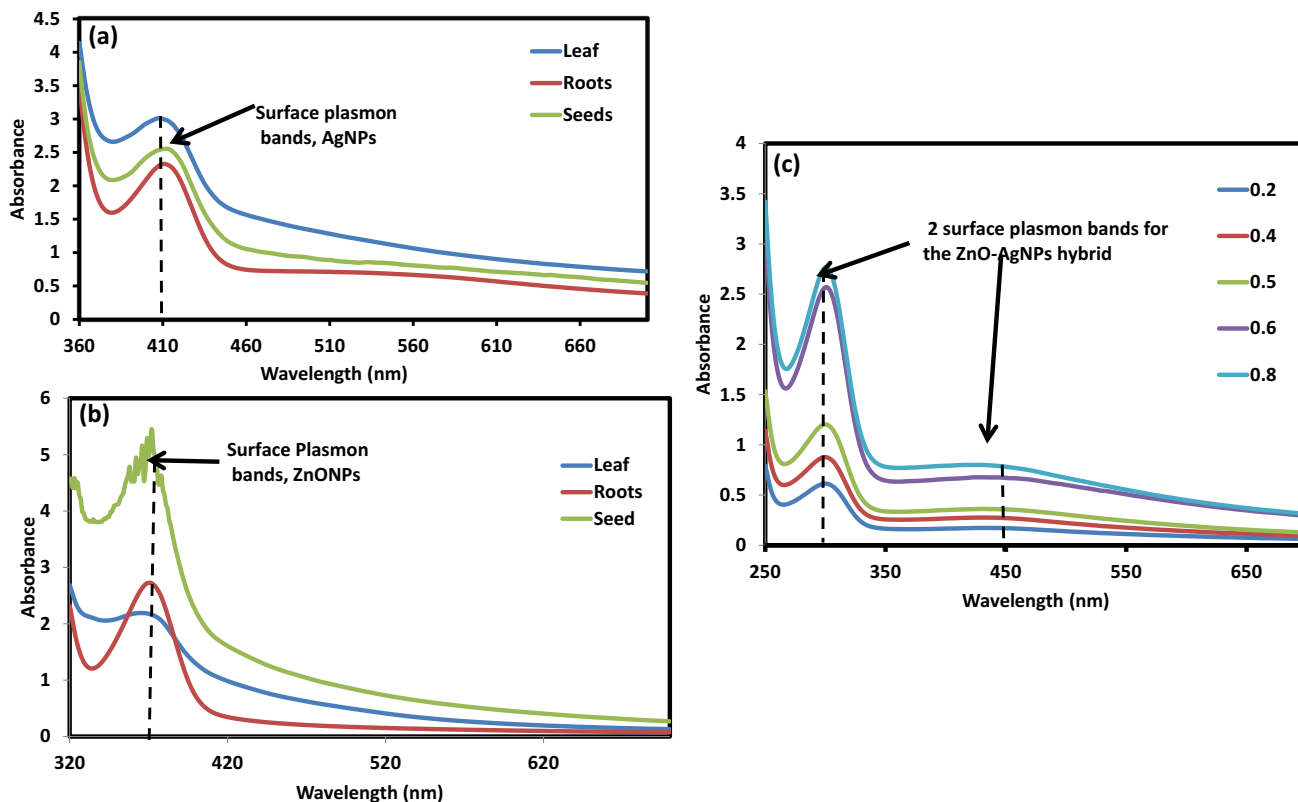 (a)
4.5
4
3.5
3
2.5
2
1.5
1
0.5
0
Absorbance
Leaf
Roots
Seeds
Surface plasmon
bands, AgNPs
360 410 460 510 560 610 660
Wavelength (nm)
(b)
6
5
4
3
2
1
0
Absorbance
Surface Plasmon
bands, ZnONPs
Leaf
Roots
Seed
320 420 520 620
Wavelength (nm)
(c)
4
3.5
3
2.5
2
1.5
1
0.5
0
Absorbance
2 surface plasmon bands for
the ZnO-AgNPs hybrid
0.2
0.4
0.5
0.6
0.8
250 350 450 550 650
Wavelength (nm)